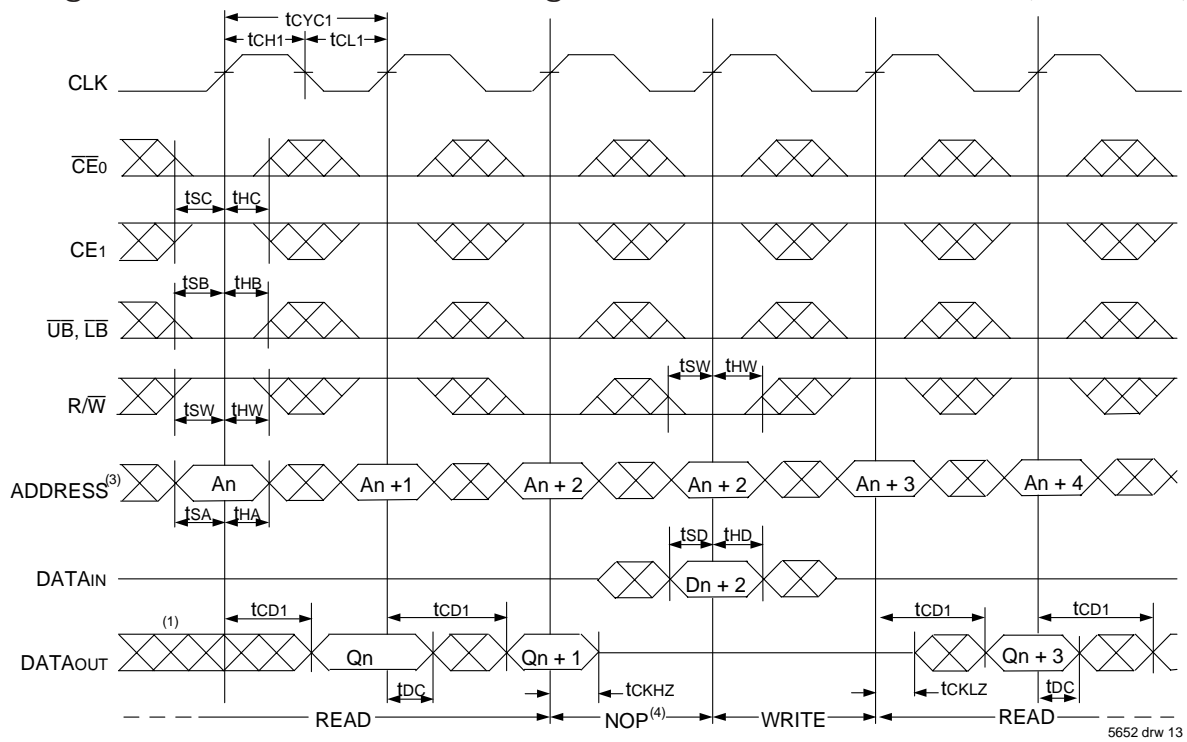 tCYC1
tCH1 tCL1
CLK
CE0
tSC tHC
CE1
tSB tHB
UB, LB
tSW tHW
R/W
tSW tHW
ADDRESS(3) An An +1 An + 2 An + 2 An + 3 An + 4
tSA tHA
tSD tHD
DATAIN Dn + 2
(1) tCD1 tCD1 tCD1 tCD1
DATAOUT Qn Qn + 1 Qn + 3
tDC tCKHZ tCKLZ tDC
READ NOP(4) WRITE READ
5652 drw 13